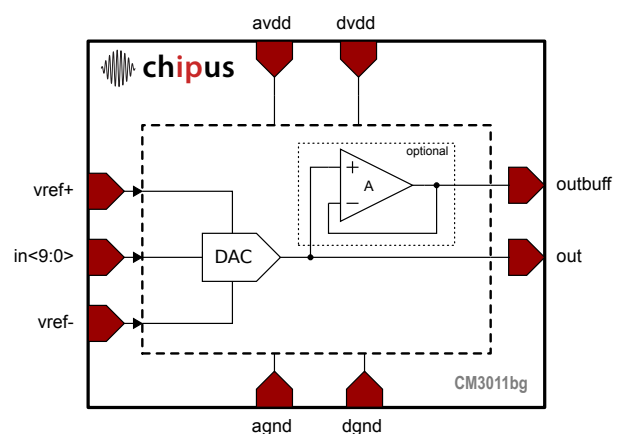 avdd
dvdd
chipus
optional
+
A
−
vref+
outbuff
in<9:0>
DAC
out
vref-
CM3011bg
agnd
dgnd